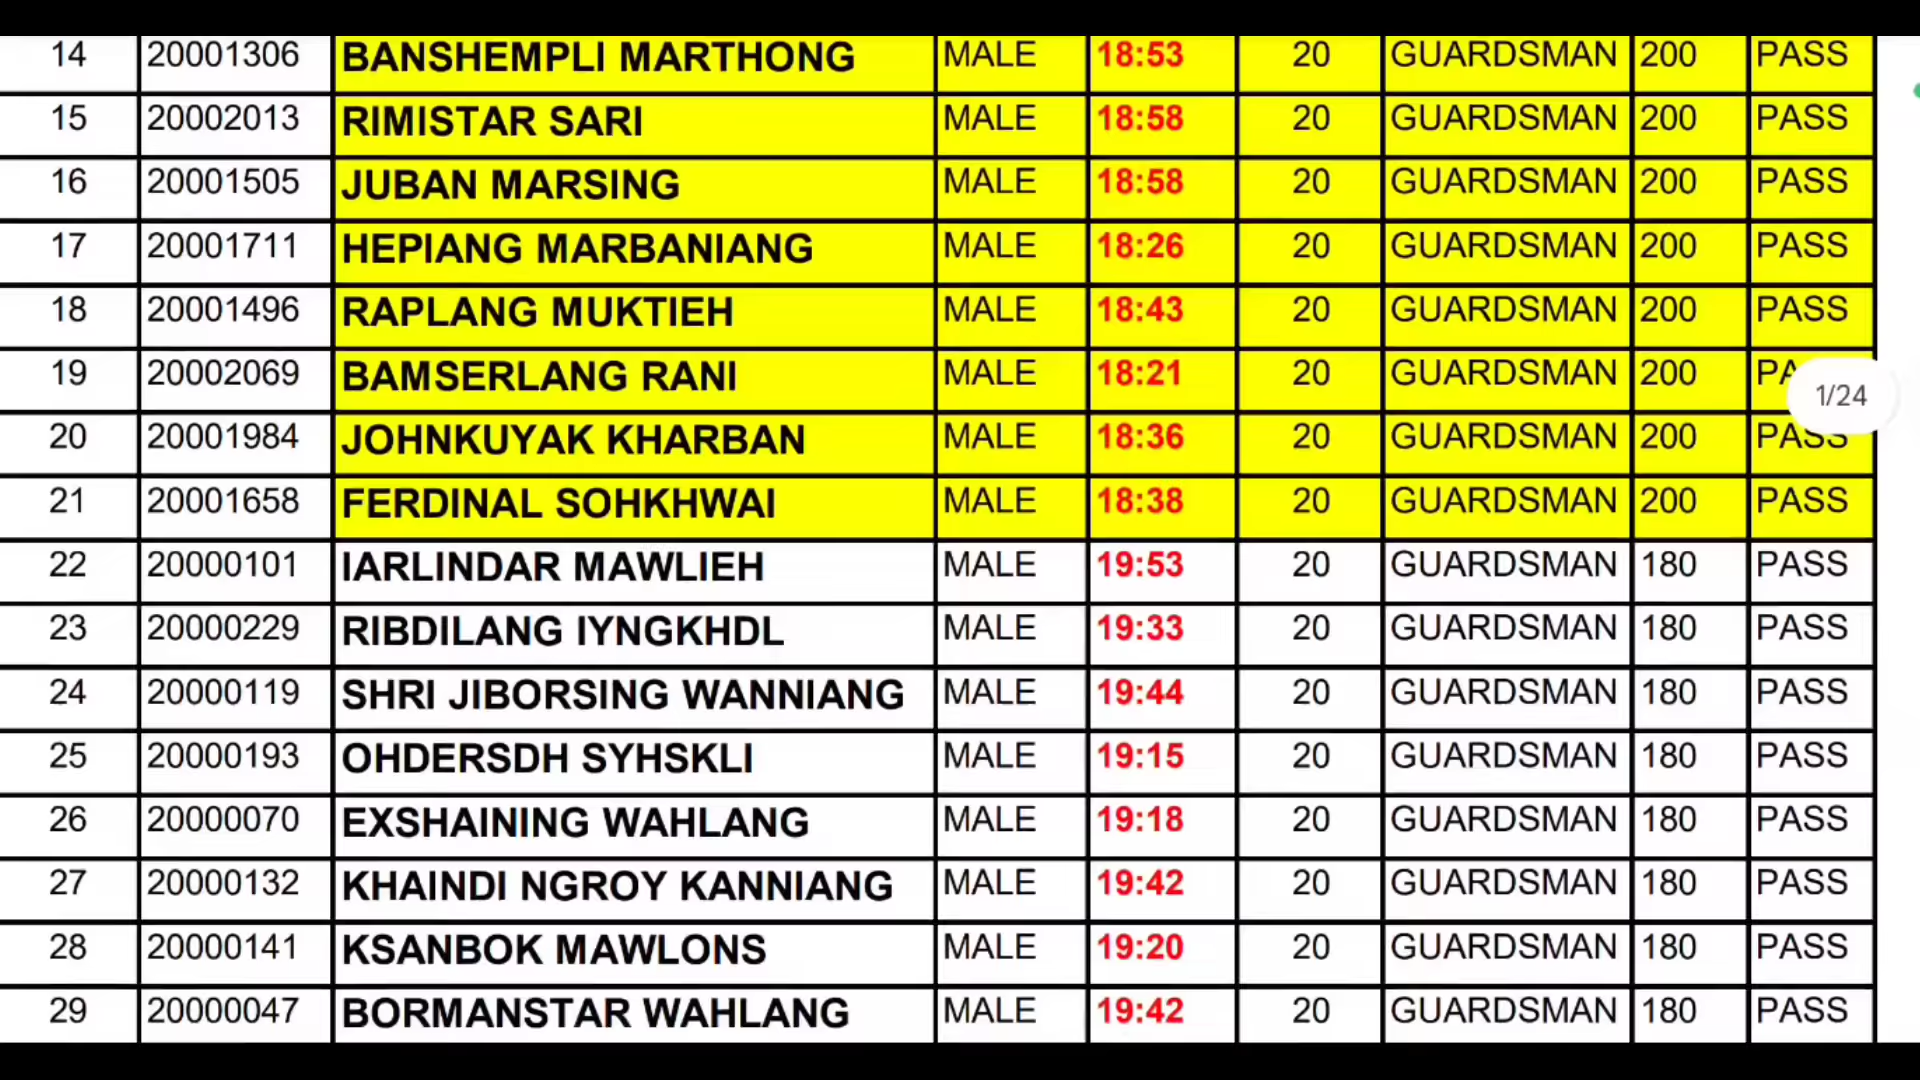 14 20001306 BANSHEMPLI MARTHONG MALE 18:53 20 GUARDSMAN 200 PASS
15 20002013 RIMISTAR SARI MALE 18:58 20 GUARDSMAN 200 PASS
16 20001505 JUBAN MARSING MALE 18:58 20 GUARDSMAN 200 PASS
17 20001711 HEPIANG MARBANIANG MALE 18:26 20 GUARDSMAN 200 PASS
18 20001496 RAPLANG MUKTIEH MALE 18:43 20 GUARDSMAN 200 PASS
19 20002069 BAMSERLANG RANI MALE 18:21 20 GUARDSMAN 200 PA
1/24
20 20001984 JOHNKUYAK KHARBAN MALE 18:36 20 GUARDSMAN 200 PASS
21 20001658 FERDINAL SOHKHWAI MALE 18:38 20 GUARDSMAN 200 PASS
22 20000101 IARLINDAR MAWLIEH MALE 19:53 20 GUARDSMAN 180 PASS
23 20000229 RIBDILANG IYNGKHDL MALE 19:33 20 GUARDSMAN 180 PASS
24 20000119 SHRI JIBORSING WANNIANG MALE 19:44 20 GUARDSMAN 180 PASS
25 20000193 OHDERSDH SYHSKLI MALE 19:15 20 GUARDSMAN 180 PASS
26 20000070 EXSHAINING WAHLANG MALE 19:18 20 GUARDSMAN 180 PASS
27 20000132 KHAINDI NGROY KANNIANG MALE 19:42 20 GUARDSMAN 180 PASS
28 20000141 KSANBOK MAWLONS MALE 19:20 20 GUARDSMAN 180 PASS
29 20000047 BORMANSTAR WAHLANG MALE 19:42 20 GUARDSMAN 180 PASS